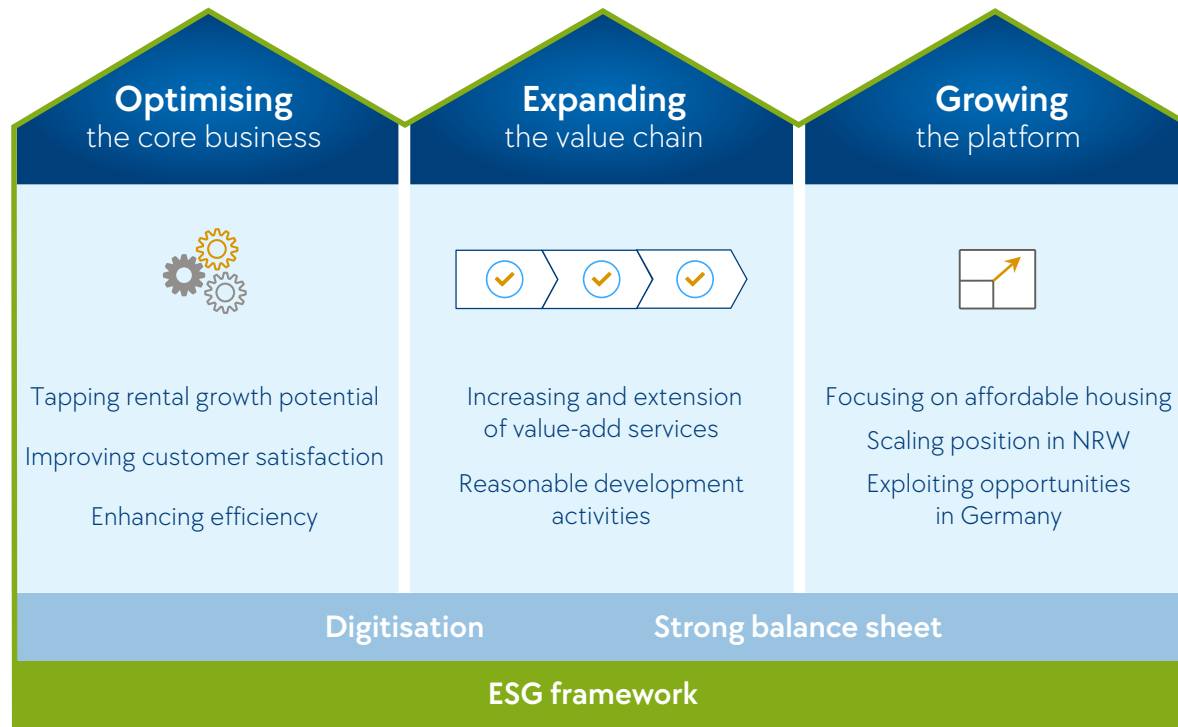 Optimising
the core business
Tapping rental growth potential
Improving customer satisfaction
Enhancing efficiency
Expanding
the value chain
Increasing and extension
of value-add services
Reasonable development
activities
Growing
the platform
Focusing on affordable housing
Scaling position in NRW
Exploiting opportunities
in Germany
Digitisation
Strong balance sheet
ESG framework